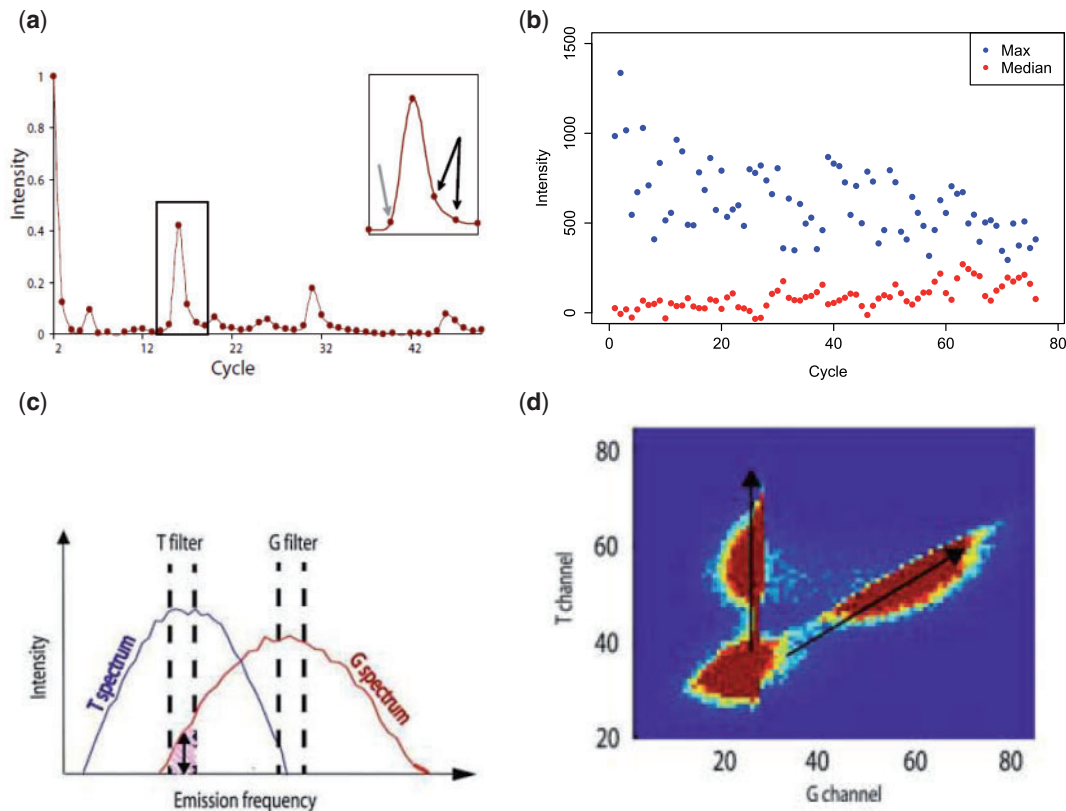 (a)
Intensity
1
0.8
0.6
0.4
0.2
0
2 12 22 32 42
Cycle
(b)
Intensity
1500
1000
500
0
Max
Median
0 20 40 60 80
Cycle
(c)
T filter G filter
Intensity
T spectrum
G spectrum
Emission frequency
(d)
T channel
80
60
40
20
20 40 60 80
G channel